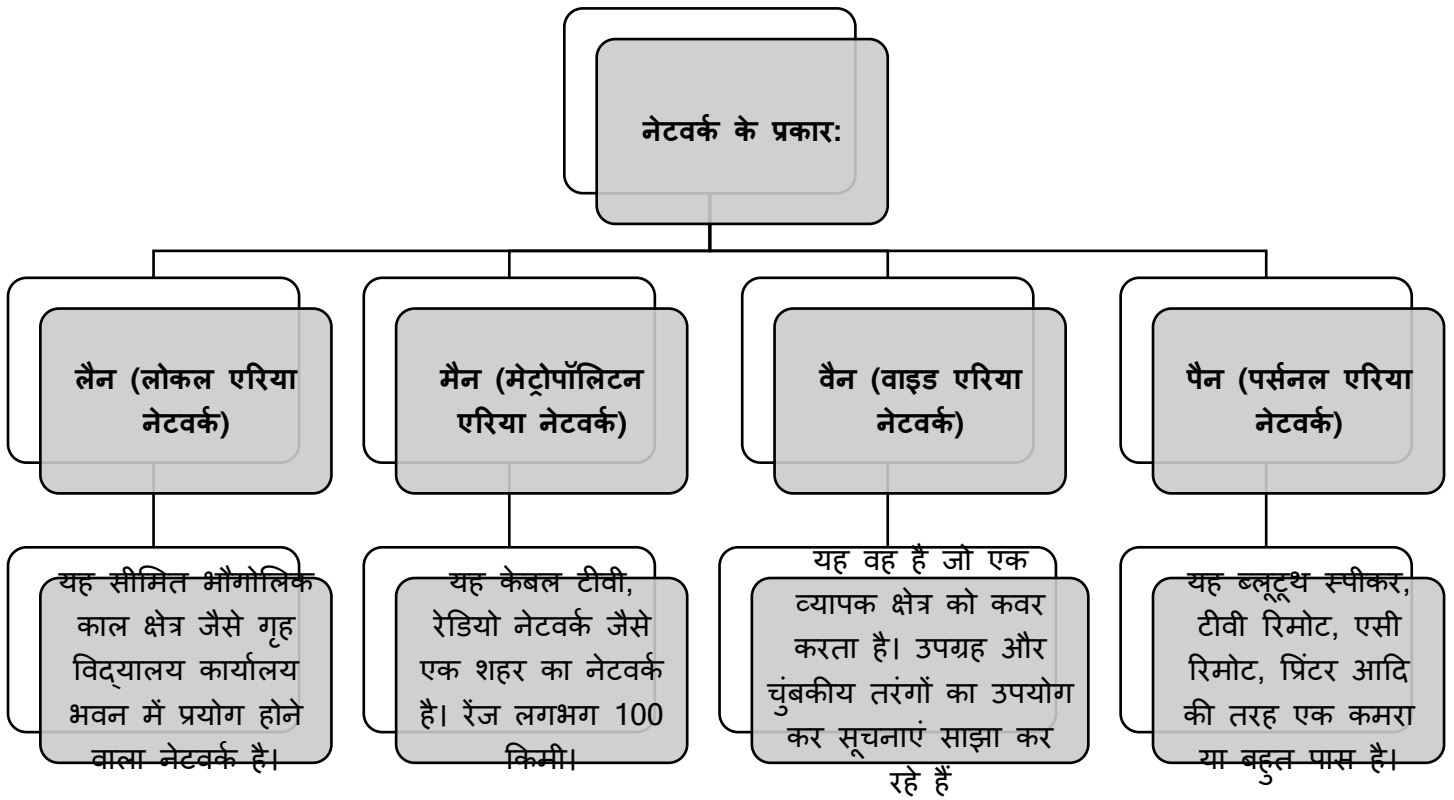 नेटवर्क के प्रकार:
लैन (लोकल एरिया
नेटवर्क)
मैन (मेट्रोपॉलिटन
एरिया नेटवर्क)
वैन (वाइड एरिया
नेटवर्क)
पैन (पर्सनल एरिया
नेटवर्क)
यह सीमित भौगोलिक
काल क्षेत्र जैसे गृह
विद्यालय कार्यालय
भवन में प्रयोग होने
वाला नेटवर्क है।
यह केबल टीवी,
रेडियो नेटवर्क जैसे
एक शहर का नेटवर्क
है। रेंज लगभग 100
किमी।
यह वह है जो एक
व्यापक क्षेत्र को कवर
करता है। उपग्रह और
चुंबकीय तरंगों का उपयोग
कर सूचनाएं साझा कर
रहे हैं
यह ब्लूटूथ स्पीकर,
टीवी रिमोट, एसी
रिमोट, प्रिंटर आदि
की तरह एक कमरा
या बहुत पास है।